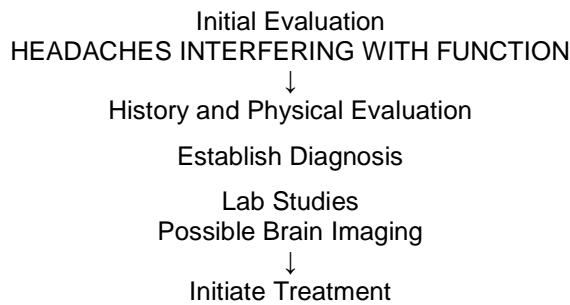 Initial Evaluation
HEADACHES INTERFERING WITH FUNCTION
↓
History and Physical Evaluation
Establish Diagnosis
Lab Studies
Possible Brain Imaging
↓
Initiate Treatment